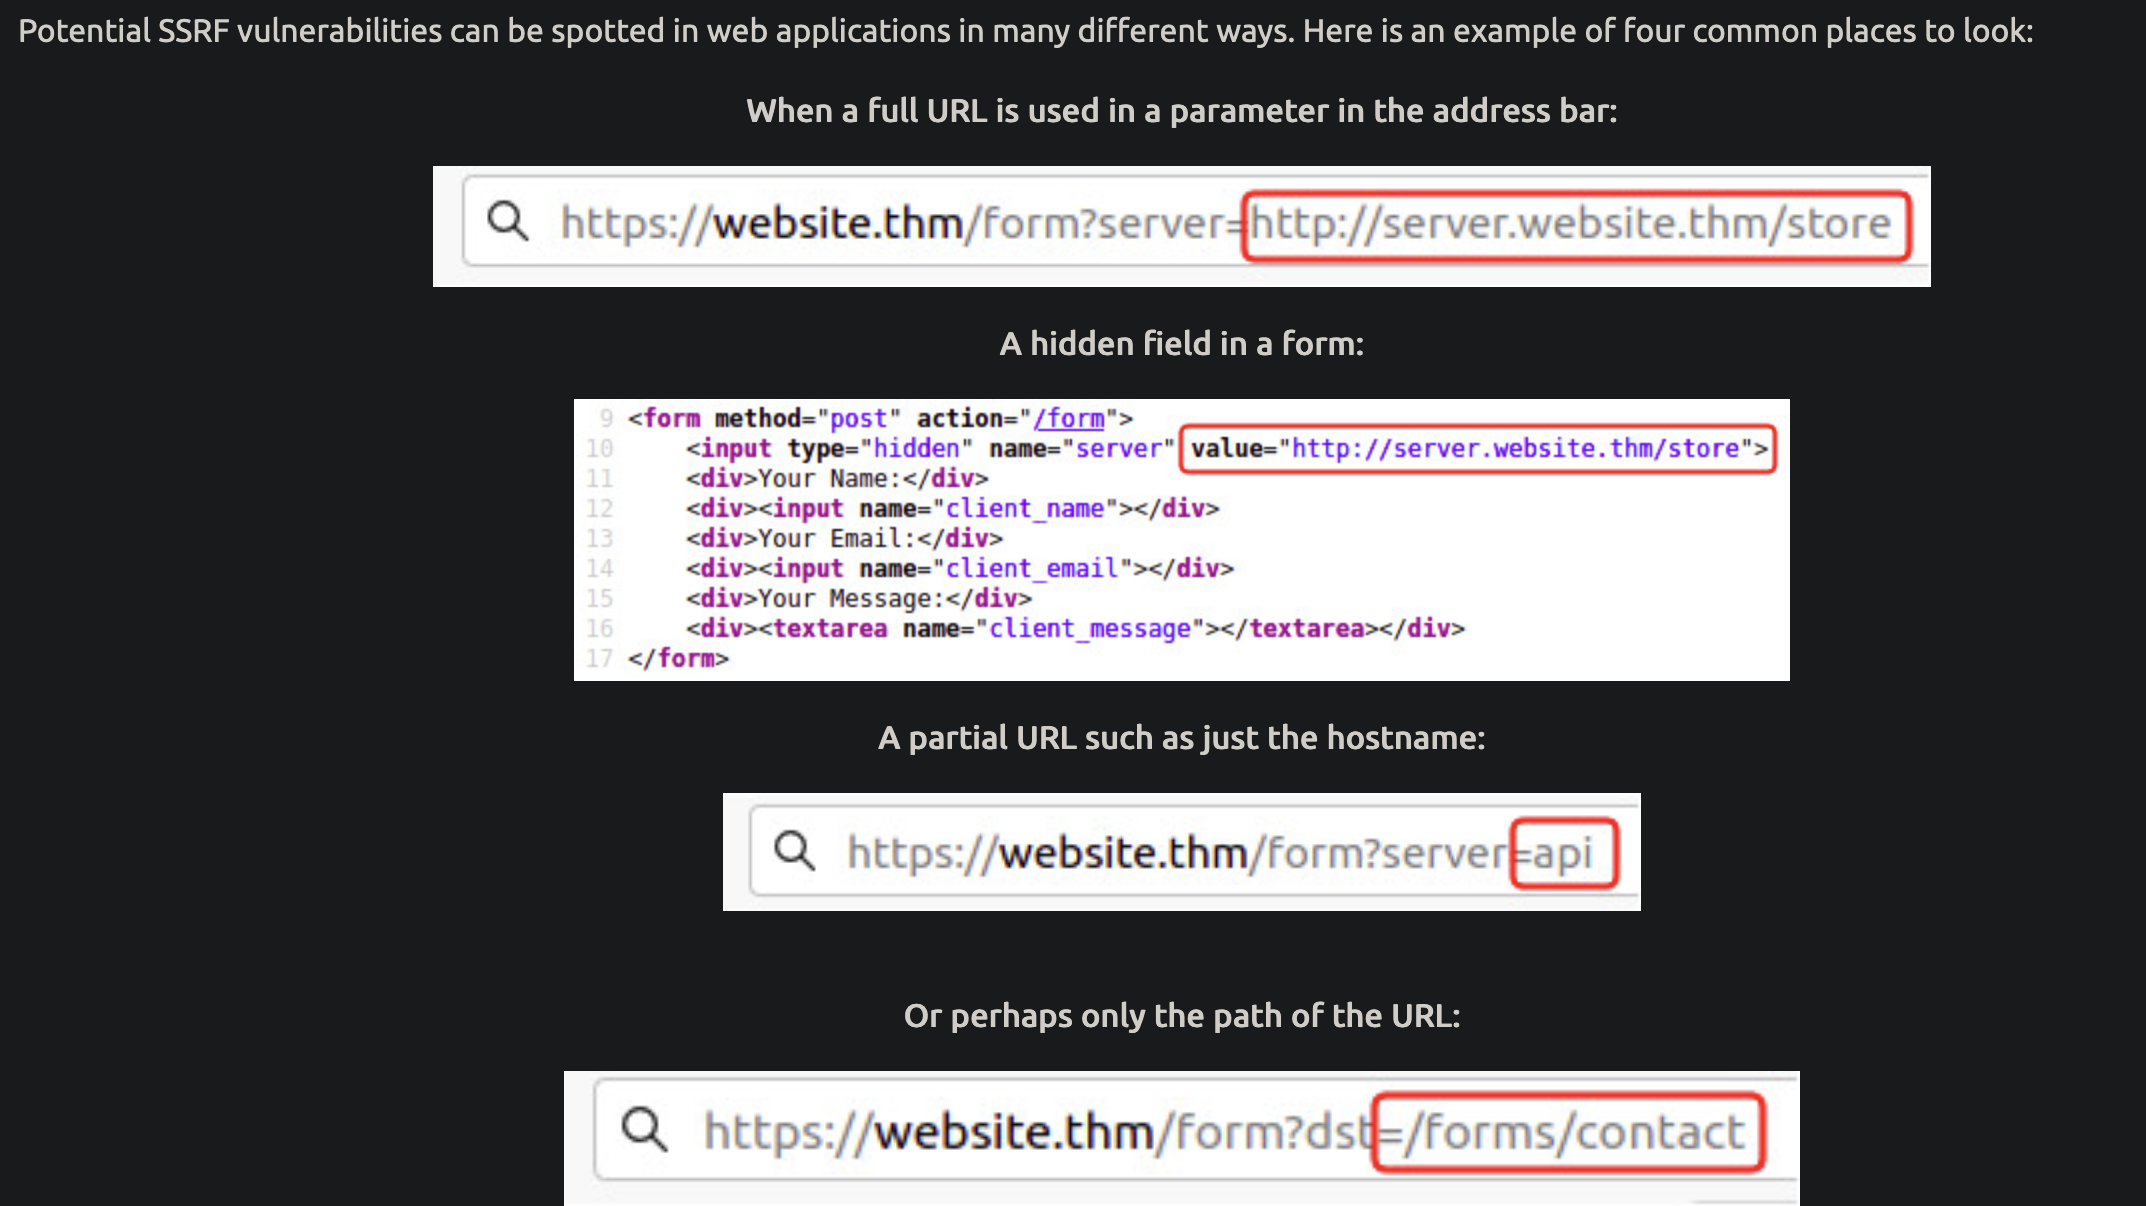 Potential SSRF vulnerabilities can be spotted in web applications in many different ways. Here is an example of four common places to look:
When a full URL is used in a parameter in the address bar:
https://website.thm/form?server=http://server.website.thm/store
A hidden field in a form:
9 <form method="post" action="/form">
10 <input type="hidden" name="server" value="http://server.website.thm/store">
11 <div>Your Name:</div>
12 <div><input name="client_name"></div>
13 <div>Your Email:</div>
14 <div><input name="client_email"></div>
15 <div>Your Message:</div>
16 <div><textarea name="client_message"></textarea></div>
17 </form>
A partial URL such as just the hostname:
https://website.thm/form?server=api
Or perhaps only the path of the URL:
https://website.thm/form?dst=/forms/contact